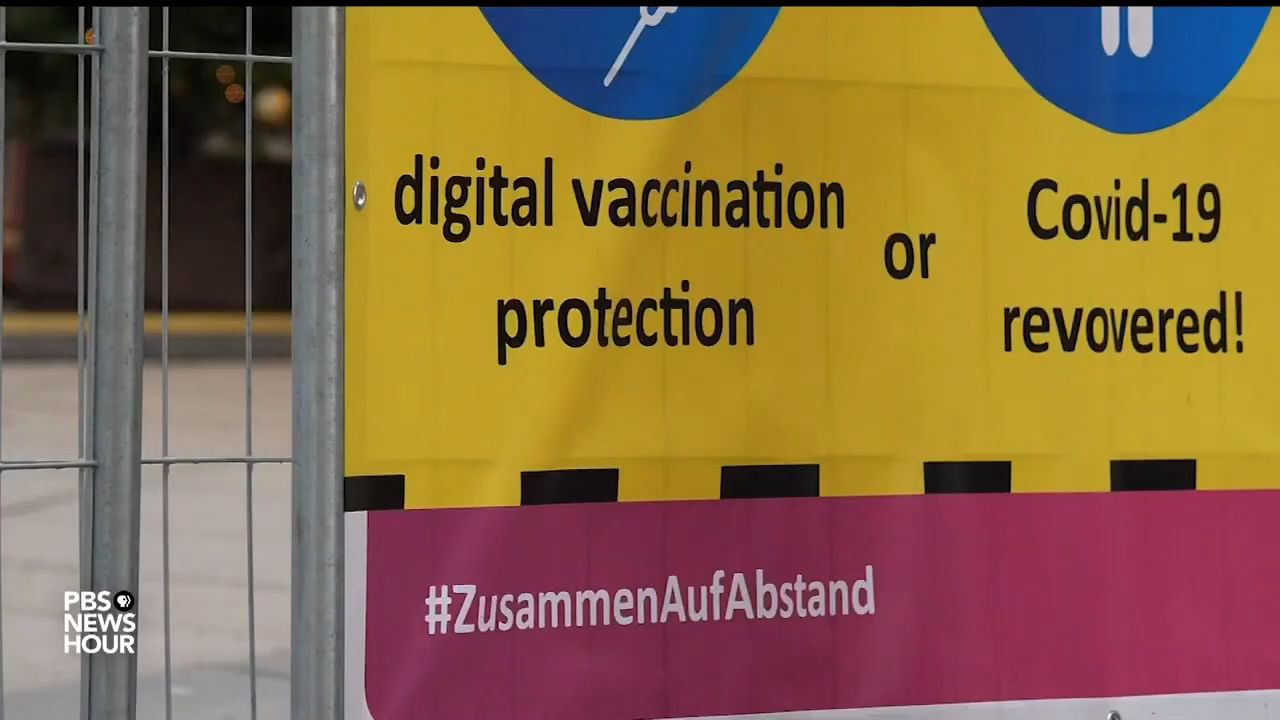 digital vaccination
protection
or
Covid-19
revovered!
#ZusammenAufAbstand
PBS
NEWS
HOUR